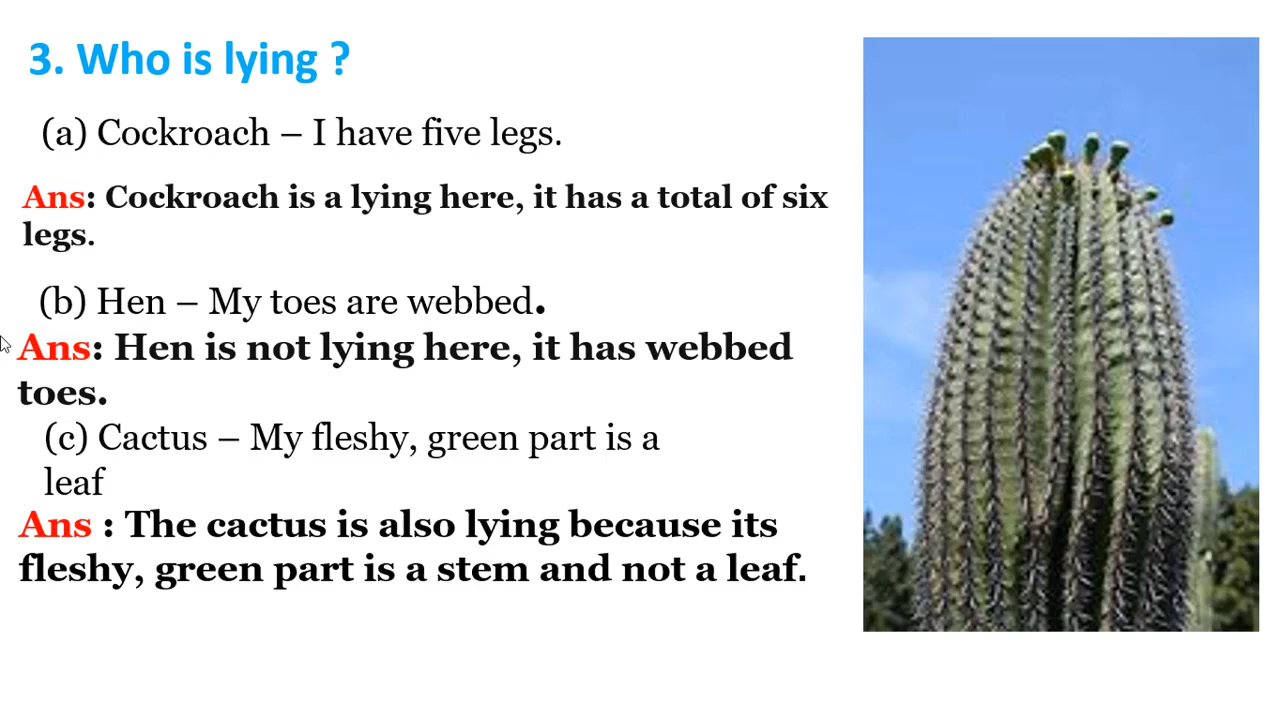 3. Who is lying ?
(a) Cockroach – I have five legs.
Ans: Cockroach is a lying here, it has a total of six
legs.
(b) Hen – My toes are webbed.
Ans: Hen is not lying here, it has webbed
toes.
(c) Cactus – My fleshy, green part is a
leaf
Ans : The cactus is also lying because its
fleshy, green part is a stem and not a leaf.